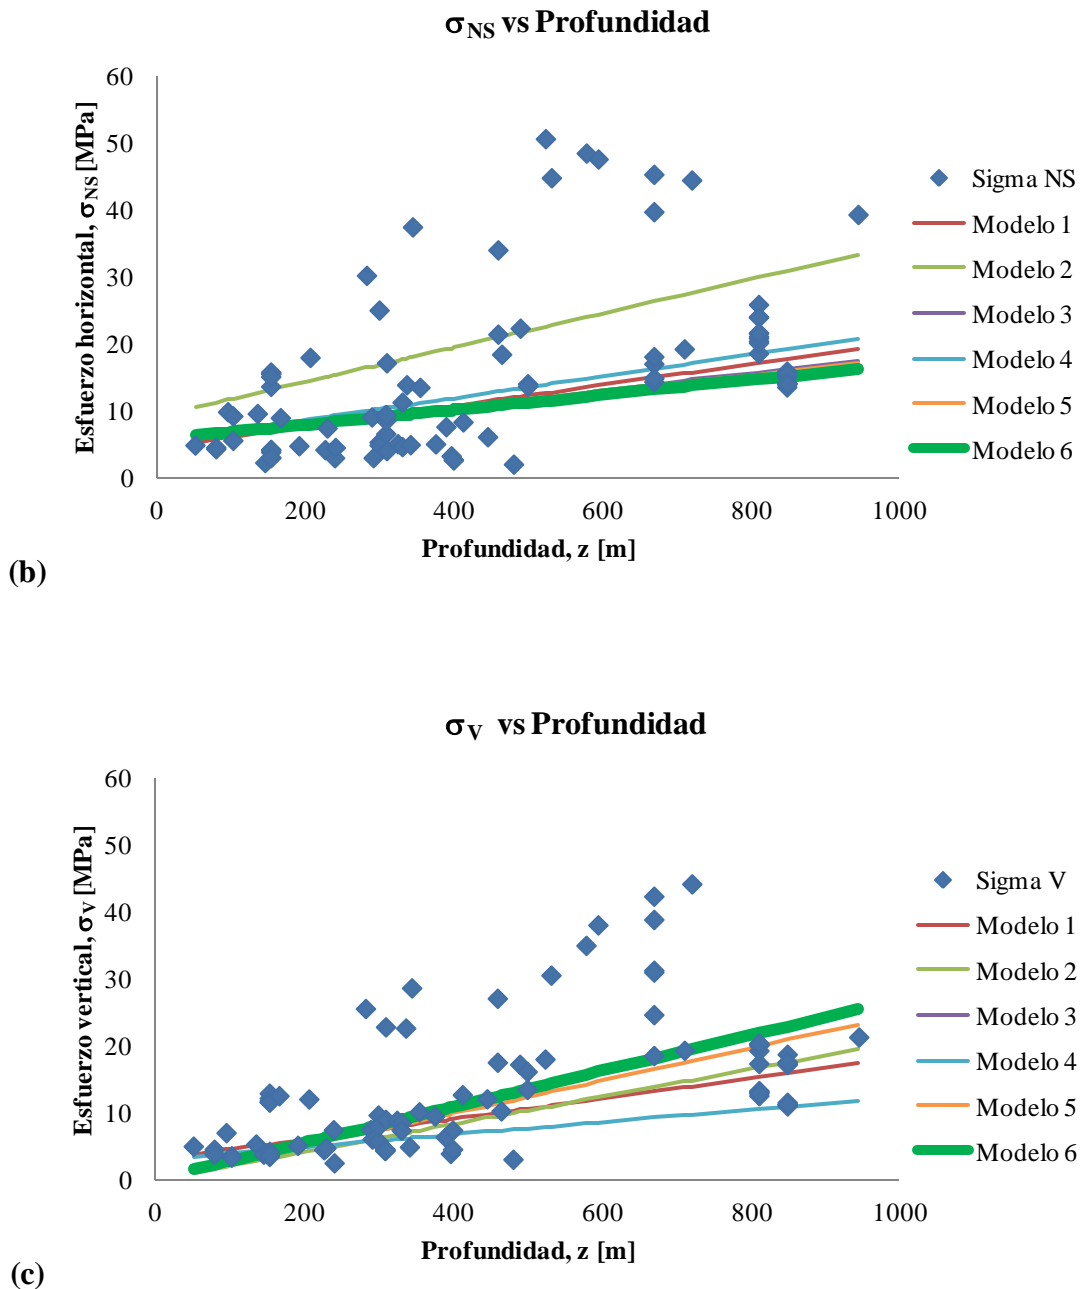 σNS vs Profundidad
60
50
40
30
20
10
0
Esfuerzo horizontal, σNS [MPa]
0 200 400 600 800 1000
Profundidad, z [m]
Sigma NS
Modelo 1
Modelo 2
Modelo 3
Modelo 4
Modelo 5
Modelo 6
(b)
σV vs Profundidad
60
50
40
30
20
10
0
Esfuerzo vertical, σV [MPa]
0 200 400 600 800 1000
Profundidad, z [m]
Sigma V
Modelo 1
Modelo 2
Modelo 3
Modelo 4
Modelo 5
Modelo 6
(c)